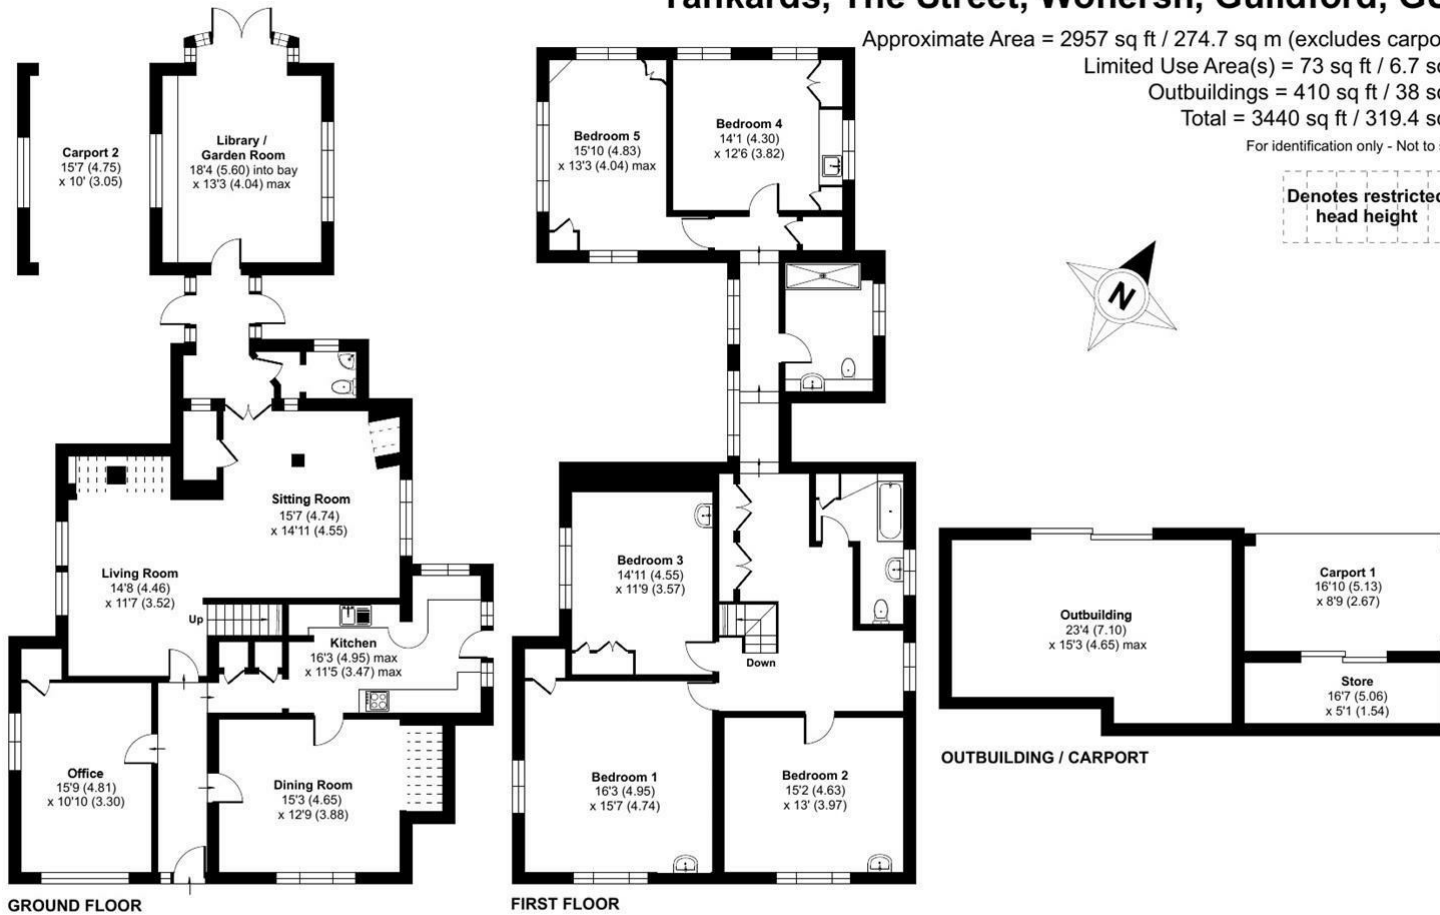 Tankards, The Street, Wonersh, Guildford,
Approximate Area = 2957 sq ft / 274.7 sq m (excludes
Limited Use Area(s) = 73 sq ft / 6.7
Outbuildings = 410 sq ft / 38
Total = 3440 sq ft / 319.4
For identification only - Not to
Denotes restricted
head height
N
Carport 2
15'7 (4.75)
x 10' (3.05)
Library /
Garden Room
18'4 (5.60) into bay
x 13'3 (4.04) max
Sitting Room
15'7 (4.74)
x 14'11 (4.55)
Living Room
14'8 (4.46)
x 11'7 (3.52)
Up
Kitchen
16'3 (4.95) max
x 11'5 (3.47) max
Office
15'9 (4.81)
x 10'10 (3.30)
Dining Room
15'3 (4.65)
x 12'9 (3.88)
GROUND FLOOR
Bedroom 5
15'10 (4.83)
x 13'3 (4.04) max
Bedroom 4
14'1 (4.30)
x 12'6 (3.82)
Bedroom 3
14'11 (4.55)
x 11'9 (3.57)
Down
Bedroom 1
16'3 (4.95)
x 15'7 (4.74)
Bedroom 2
15'2 (4.63)
x 13' (3.97)
FIRST FLOOR
Outbuilding
23'4 (7.10)
x 15'3 (4.65) max
Carport 1
16'10 (5.13)
x 8'9 (2.67)
Store
16'7 (5.06)
x 5'1 (1.54)
OUTBUILDING / CARPORT